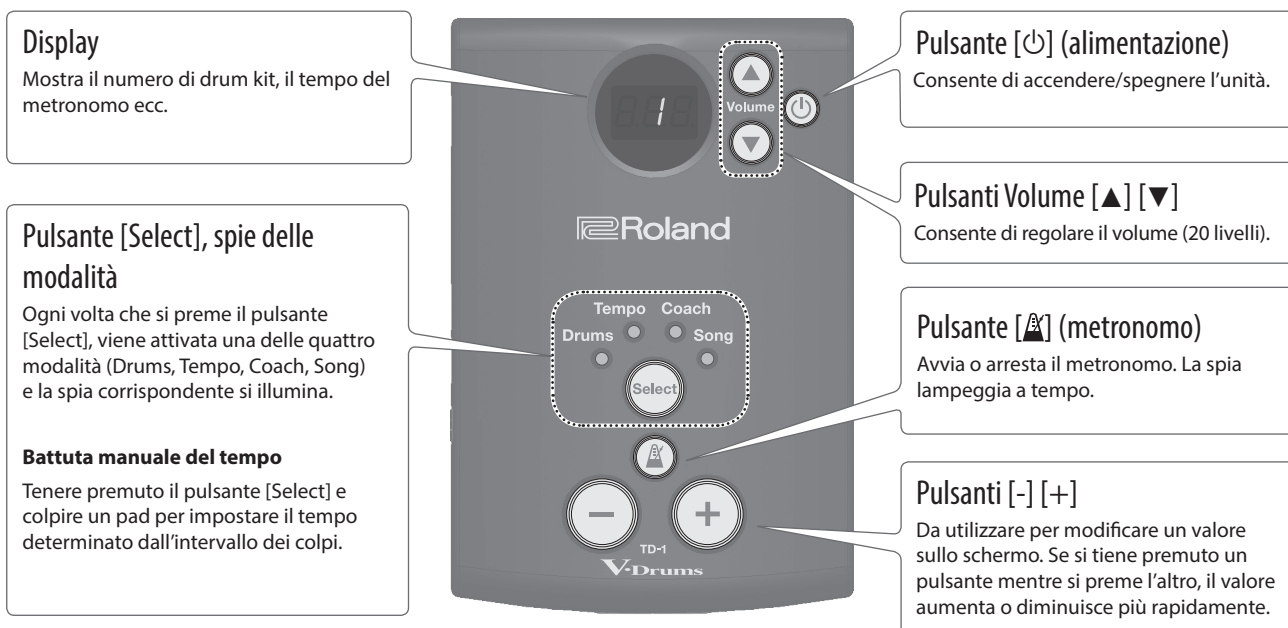 Display
Mostra il numero di drum kit, il tempo del
metronomo ecc.
Pulsante [Select], spie delle
modalità
Ogni volta che si preme il pulsante
[Select], viene attivata una delle quattro
modalità (Drums, Tempo, Coach, Song)
e la spia corrispondente si illumina.
Battuta manuale del tempo
Tenere premuto il pulsante [Select] e
colpire un pad per impostare il tempo
determinato dall'intervallo dei colpi.
1
Volume
Roland
Tempo Coach
Drums Song
Select
TD-1
V-Drums
Pulsante [⏻] (alimentazione)
Consente di accendere/spegnere l'unità.
Pulsanti Volume [▲] [▼]
Consente di regolare il volume (20 livelli).
Pulsante [] (metronomo)
Avvia o arresta il metronomo. La spia
lampeggia a tempo.
Pulsanti [-] [+]
Da utilizzare per modificare un valore
sullo schermo. Se si tiene premuto un
pulsante mentre si preme l'altro, il valore
aumenta o diminuisce più rapidamente.